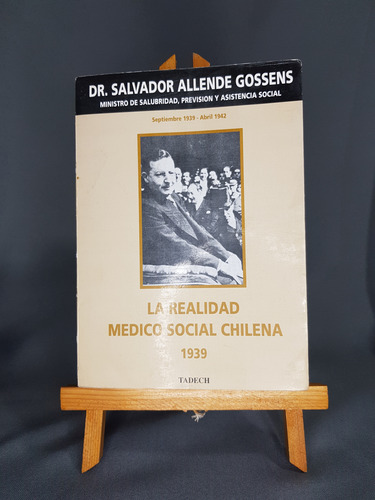 DR. SALVADOR ALLENDE GOSSENS
MINISTRO DE SALUBRIDAD, PREVISION Y ASISTENCIA SOCIAL
Septiembre 1939 - Abril 1942
LA REALIDAD
MEDICO SOCIAL CHILENA
1939
TADECH